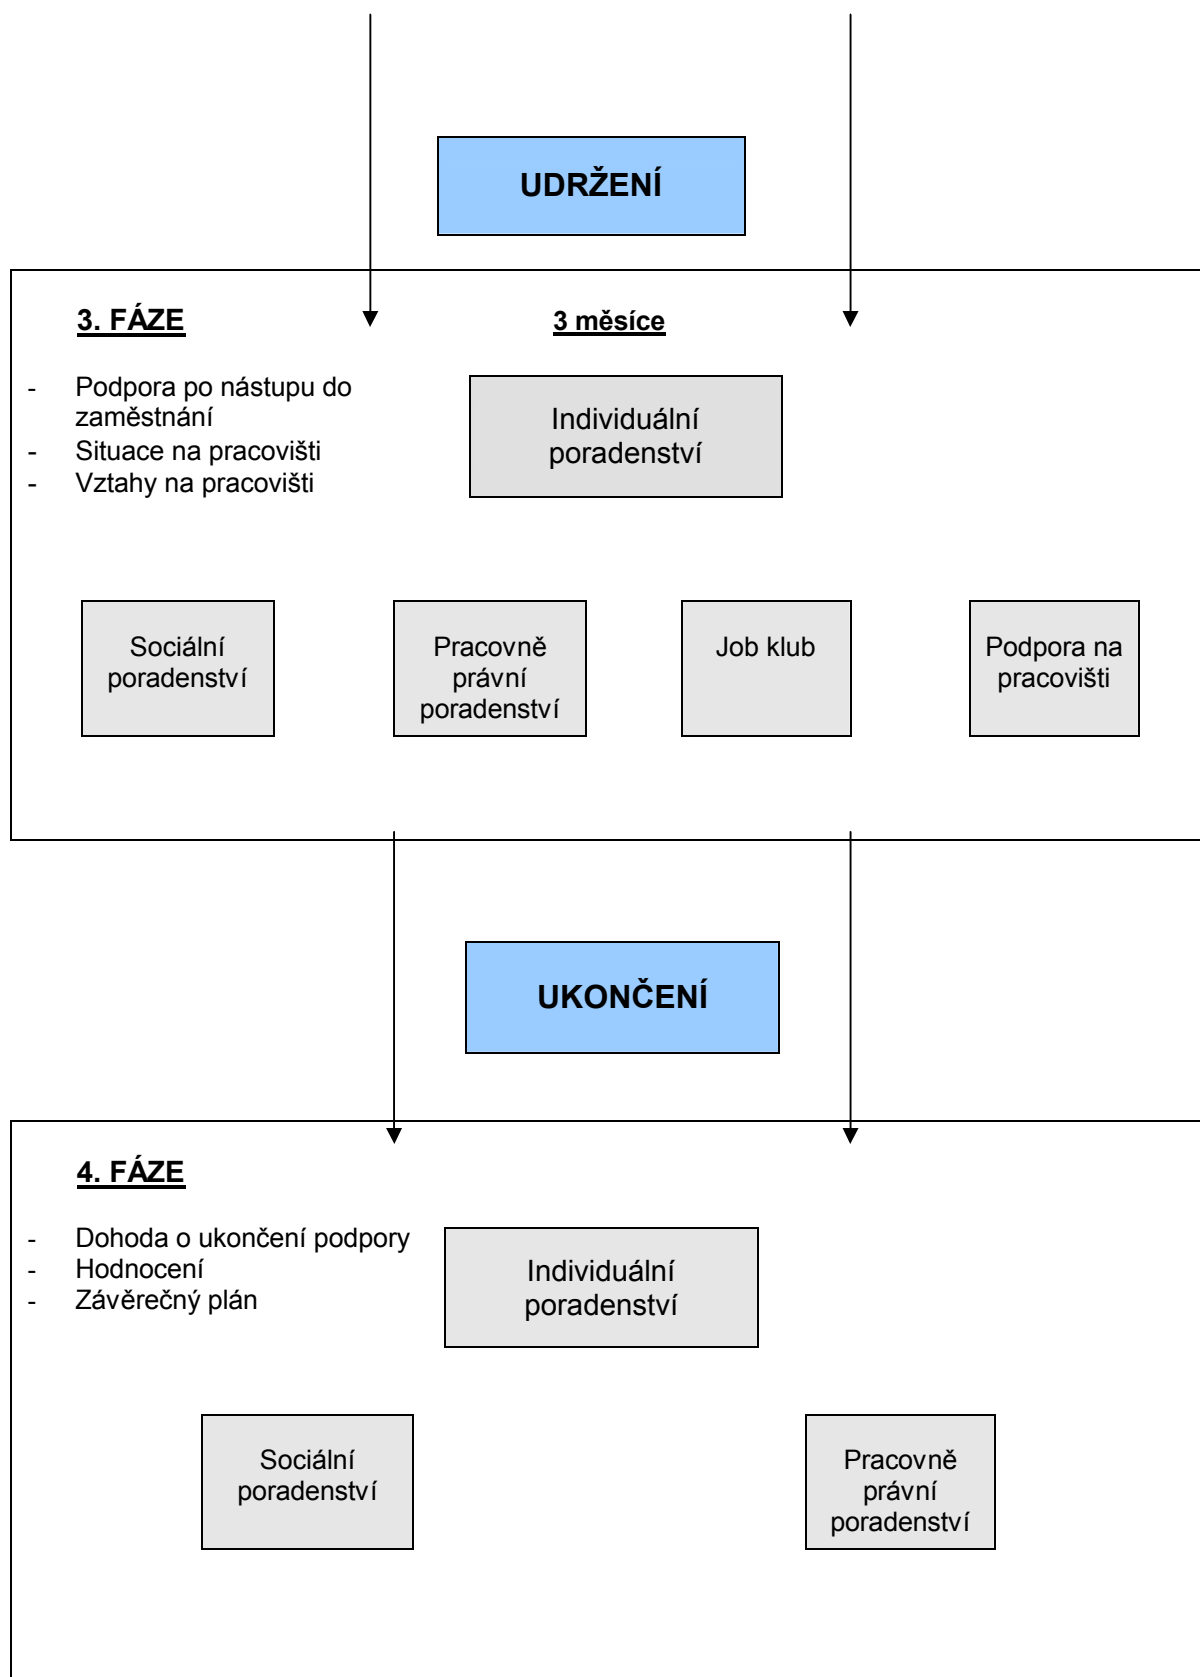 UDRŽENÍ
3. FÁZE
3 měsíce
- Podpora po nástupu do
zaměstnání
- Situace na pracovišti
- Vztahy na pracovišti
Individuální
poradenství
Sociální
poradenství
Pracovně
právní
poradenství
Job klub
Podpora na
pracovišti
UKONČENÍ
4. FÁZE
- Dohoda o ukončení podpory
- Hodnocení
- Závěrečný plán
Individuální
poradenství
Sociální
poradenství
Pracovně
právní
poradenství